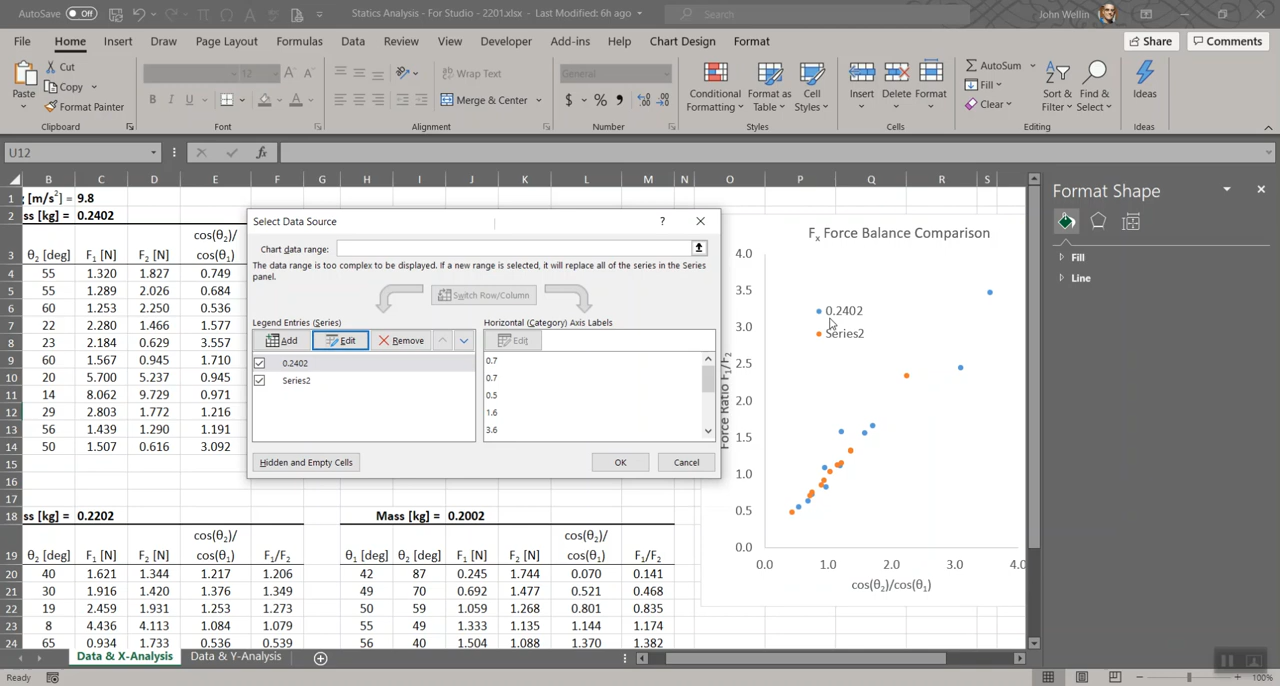 AutoSave Off Statics Analysis - For Studio - 2201.xlsx - Last Modified: 6h ago Search John Wellin
File Home Insert Draw Page Layout Formulas Data Review View Developer Add-ins Help Chart Design Format Share Comments
Paste Cut Copy Format Painter
12
Wrap Text
Merge & Center
General
Conditional Formatting Format as Table Cell Styles
Insert Delete Format
AutoSum Fill Clear
Sort & Filter Find & Select
Ideas
Clipboard Font Alignment Number Styles Cells Editing Ideas
U12 fx
B C D E F G H I J K L M N O P Q R S
1 [m/s²] = 9.8
2 ss [kg] = 0.2402
3 θ₂ [deg] F₁ [N] F₂ [N] cos(θ₂)/cos(θ₁)
4 55 1.320 1.827 0.749
5 55 1.289 2.026 0.684
6 60 1.253 2.250 0.536
7 22 2.280 1.466 1.577
8 23 2.184 0.629 3.557
9 60 1.567 0.945 1.710
10 20 5.700 5.237 0.945
11 14 8.062 9.729 0.971
12 29 2.803 1.772 1.216
13 56 1.439 1.290 1.191
14 50 1.507 0.616 3.092
15
16
17
18 ss [kg] = 0.2202 Mass [kg] = 0.2002
19 θ₂ [deg] F₁ [N] F₂ [N] cos(θ₂)/cos(θ₁) F₁/F₂ θ₁ [deg] θ₂ [deg] F₁ [N] F₂ [N] cos(θ₂)/cos(θ₁) F₁/F₂
20 40 1.621 1.344 1.217 1.206 42 87 0.245 1.744 0.070 0.141
21 30 1.916 1.420 1.376 1.349 49 70 0.692 1.477 0.521 0.468
22 19 2.459 1.931 1.253 1.273 50 59 1.059 1.268 0.801 0.835
23 8 4.436 4.113 1.084 1.079 55 49 1.333 1.135 1.144 1.174
24 65 0.934 1.733 0.536 0.539 56 40 1.504 1.088 1.370 1.382
Select Data Source ?
Chart data range:
The data range is too complex to be displayed. If a new range is selected, it will replace all of the series in the Series
panel.
Switch Row/Column
Legend Entries (Series) Horizontal (Category) Axis Labels
Add Edit Remove Edit
0.2402
Series2
0.7
0.7
0.5
1.6
3.6
Hidden and Empty Cells OK Cancel
Fx Force Balance Comparison
4.0
3.5
3.0
2.5
2.0
1.5
1.0
0.5
0.0
0.2402
Series2
Force Ratio F₁/F₂
0.0 1.0 2.0 3.0 4.0
cos(θ₂)/cos(θ₁)
Format Shape
Fill
Line
Data & X-Analysis Data & Y-Analysis
Ready 100%